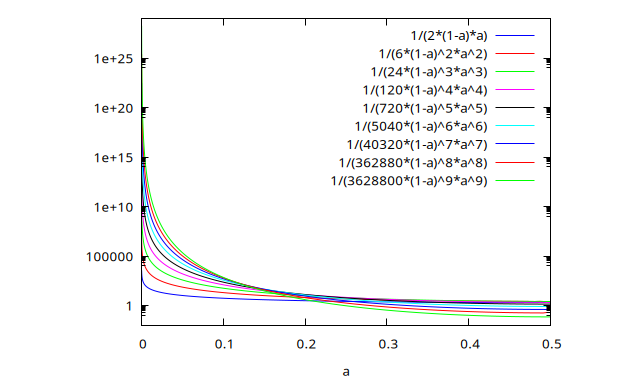 1/(2*(1-a)*a)
1/(6*(1-a)^2*a^2)
1/(24*(1-a)^3*a^3)
1/(120*(1-a)^4*a^4)
1/(720*(1-a)^5*a^5)
1/(5040*(1-a)^6*a^6)
1/(40320*(1-a)^7*a^7)
1/(362880*(1-a)^8*a^8)
1/(3628800*(1-a)^9*a^9)
1e+25
1e+20
1e+15
1e+10
100000
1
0 0.1 0.2 0.3 0.4 0.5
a